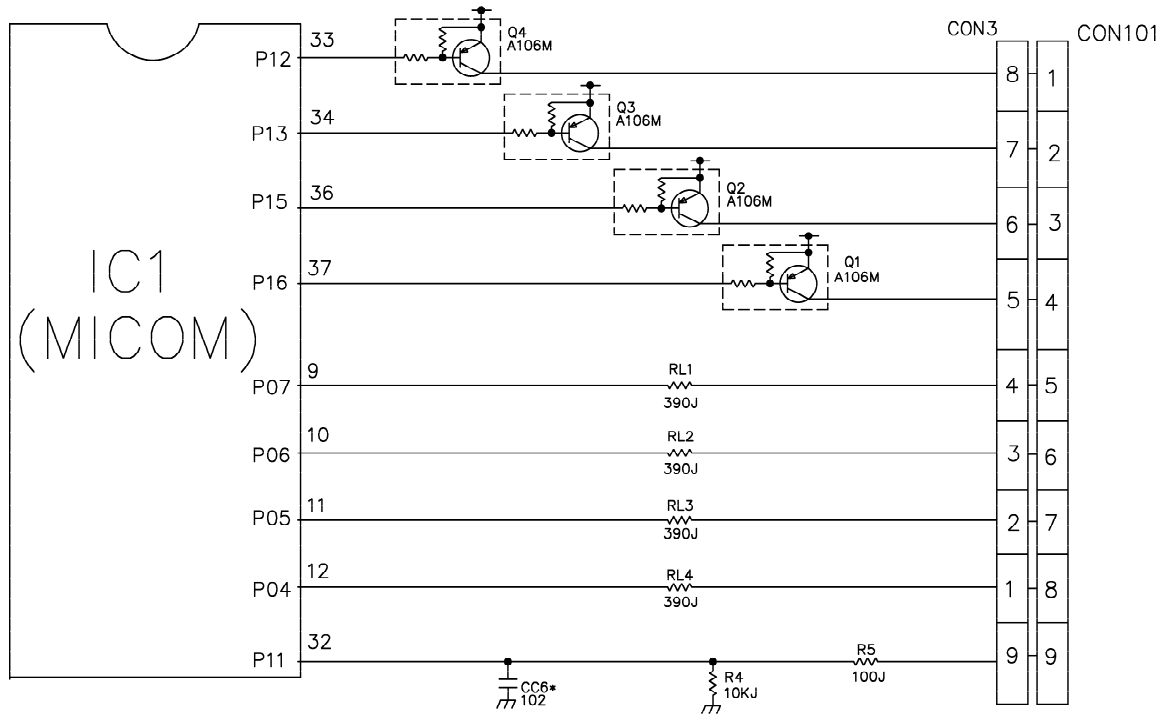 CON3 CON101
P12 33 Q4 8 1
A106M
P13 34 Q3 7 2
A106M
P15 36 Q2 6 3
A106M
IC1
(MICOM)
P16 37 Q1 5 4
A106M
P07 9 RL1 4 5
390J
P06 10 RL2 3 6
390J
P05 11 RL3 2 7
390J
P04 12 RL4 1 8
390J
P11 32 R5 9 9
100J
CC6*
102
R4
10KJ